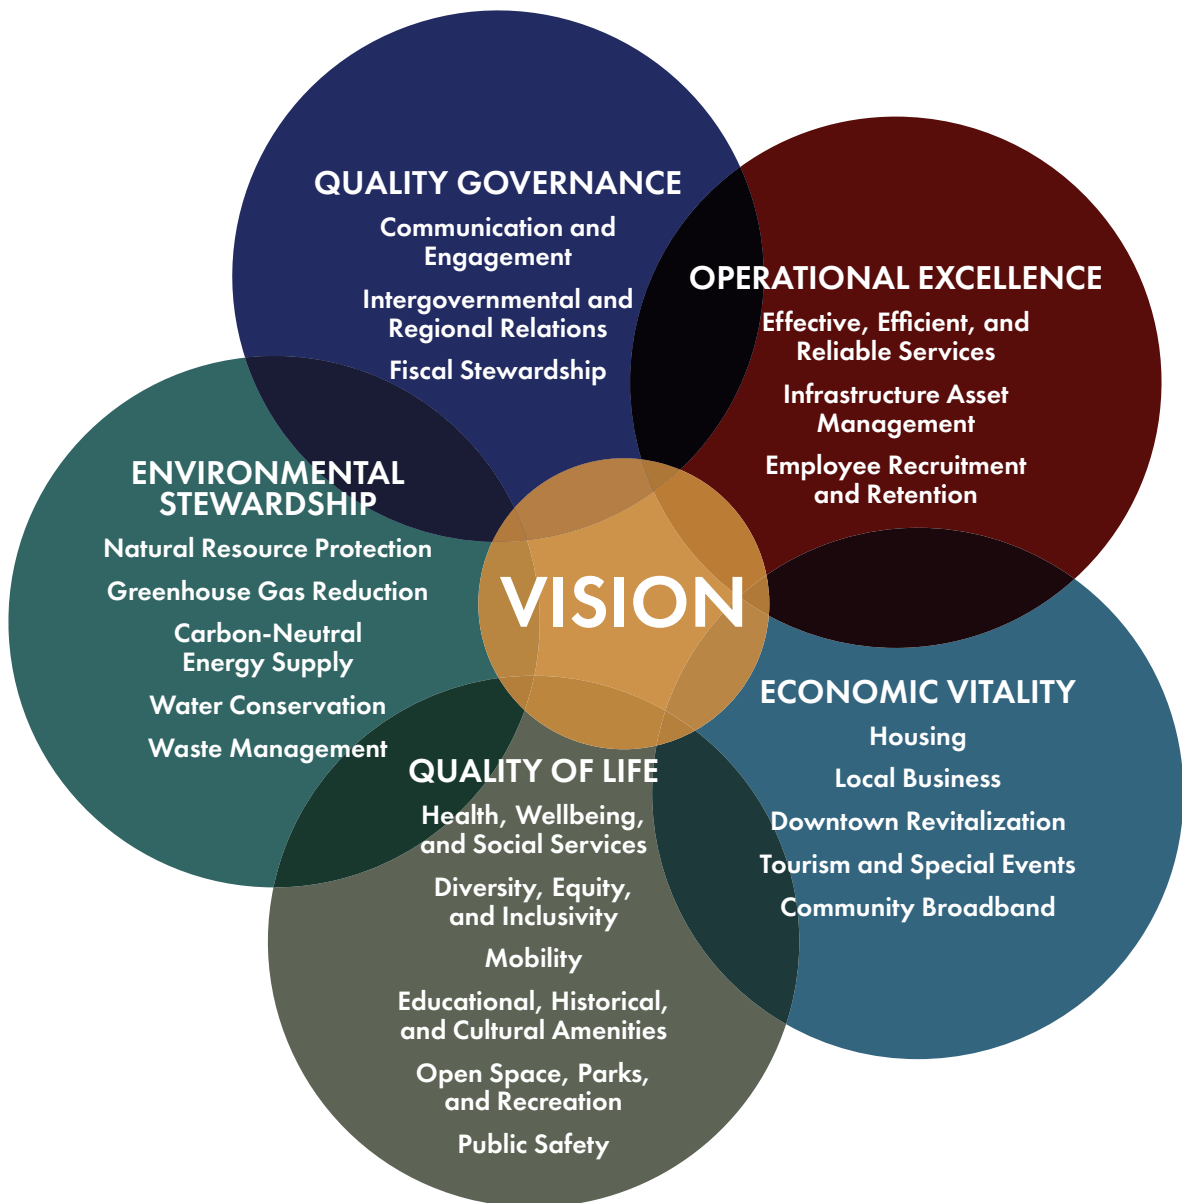 QUALITY GOVERNANCE
Communication and
Engagement
Intergovernmental and
Regional Relations
Fiscal Stewardship
OPERATIONAL EXCELLENCE
Effective, Efficient, and
Reliable Services
Infrastructure Asset
Management
Employee Recruitment
and Retention
ENVIRONMENTAL
STEWARDSHIP
Natural Resource Protection
Greenhouse Gas Reduction
Carbon-Neutral
Energy Supply
Water Conservation
Waste Management
VISION
ECONOMIC VITALITY
Housing
Local Business
Downtown Revitalization
Tourism and Special Events
Community Broadband
QUALITY OF LIFE
Health, Wellbeing,
and Social Services
Diversity, Equity,
and Inclusivity
Mobility
Educational, Historical,
and Cultural Amenities
Open Space, Parks,
and Recreation
Public Safety